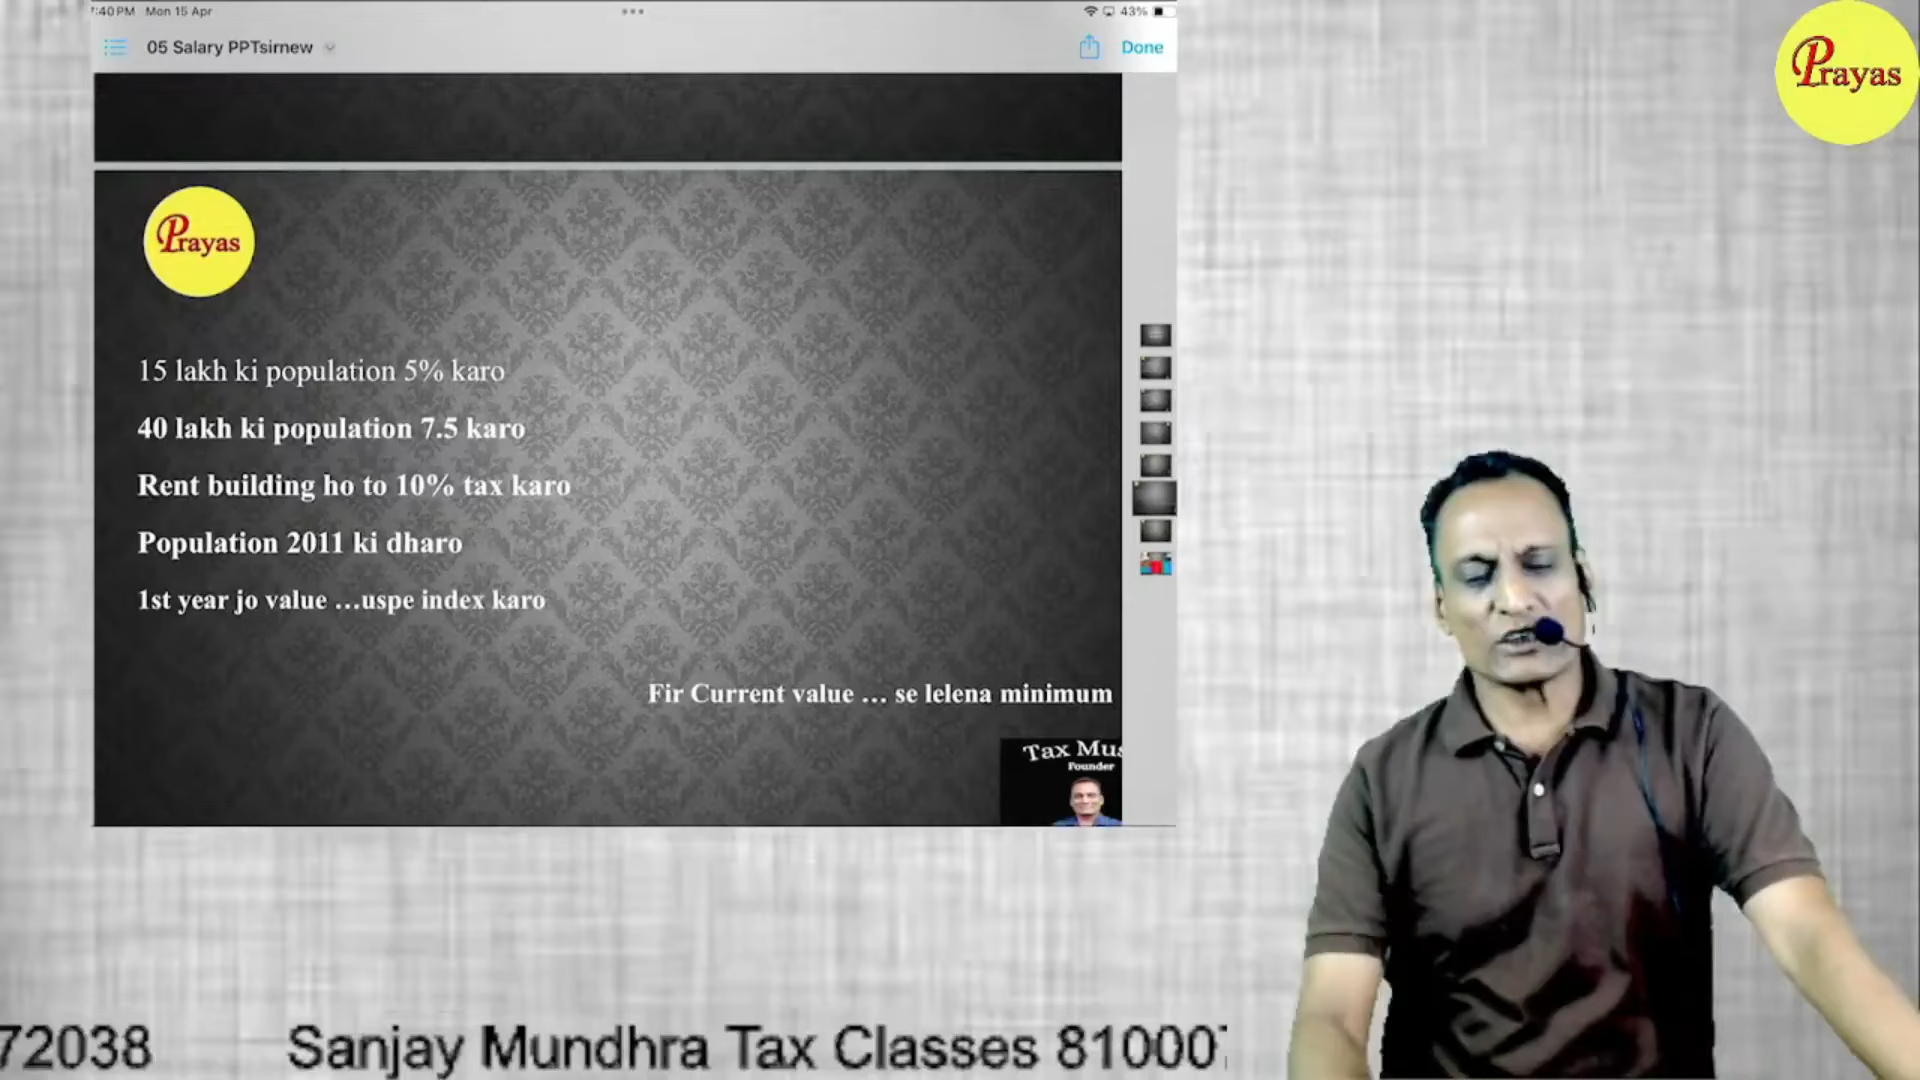 :40 PM Mon 15 Apr
43%
05 Salary PPTsirnew
Done
Prayas
Prayas
15 lakh ki population 5% karo
40 lakh ki population 7.5 karo
Rent building ho to 10% tax karo
Population 2011 ki dharo
1st year jo value …uspe index karo
Fir Current value … se lelena minimum
Tax Mus
Founder
72038 Sanjay Mundhra Tax Classes 81000